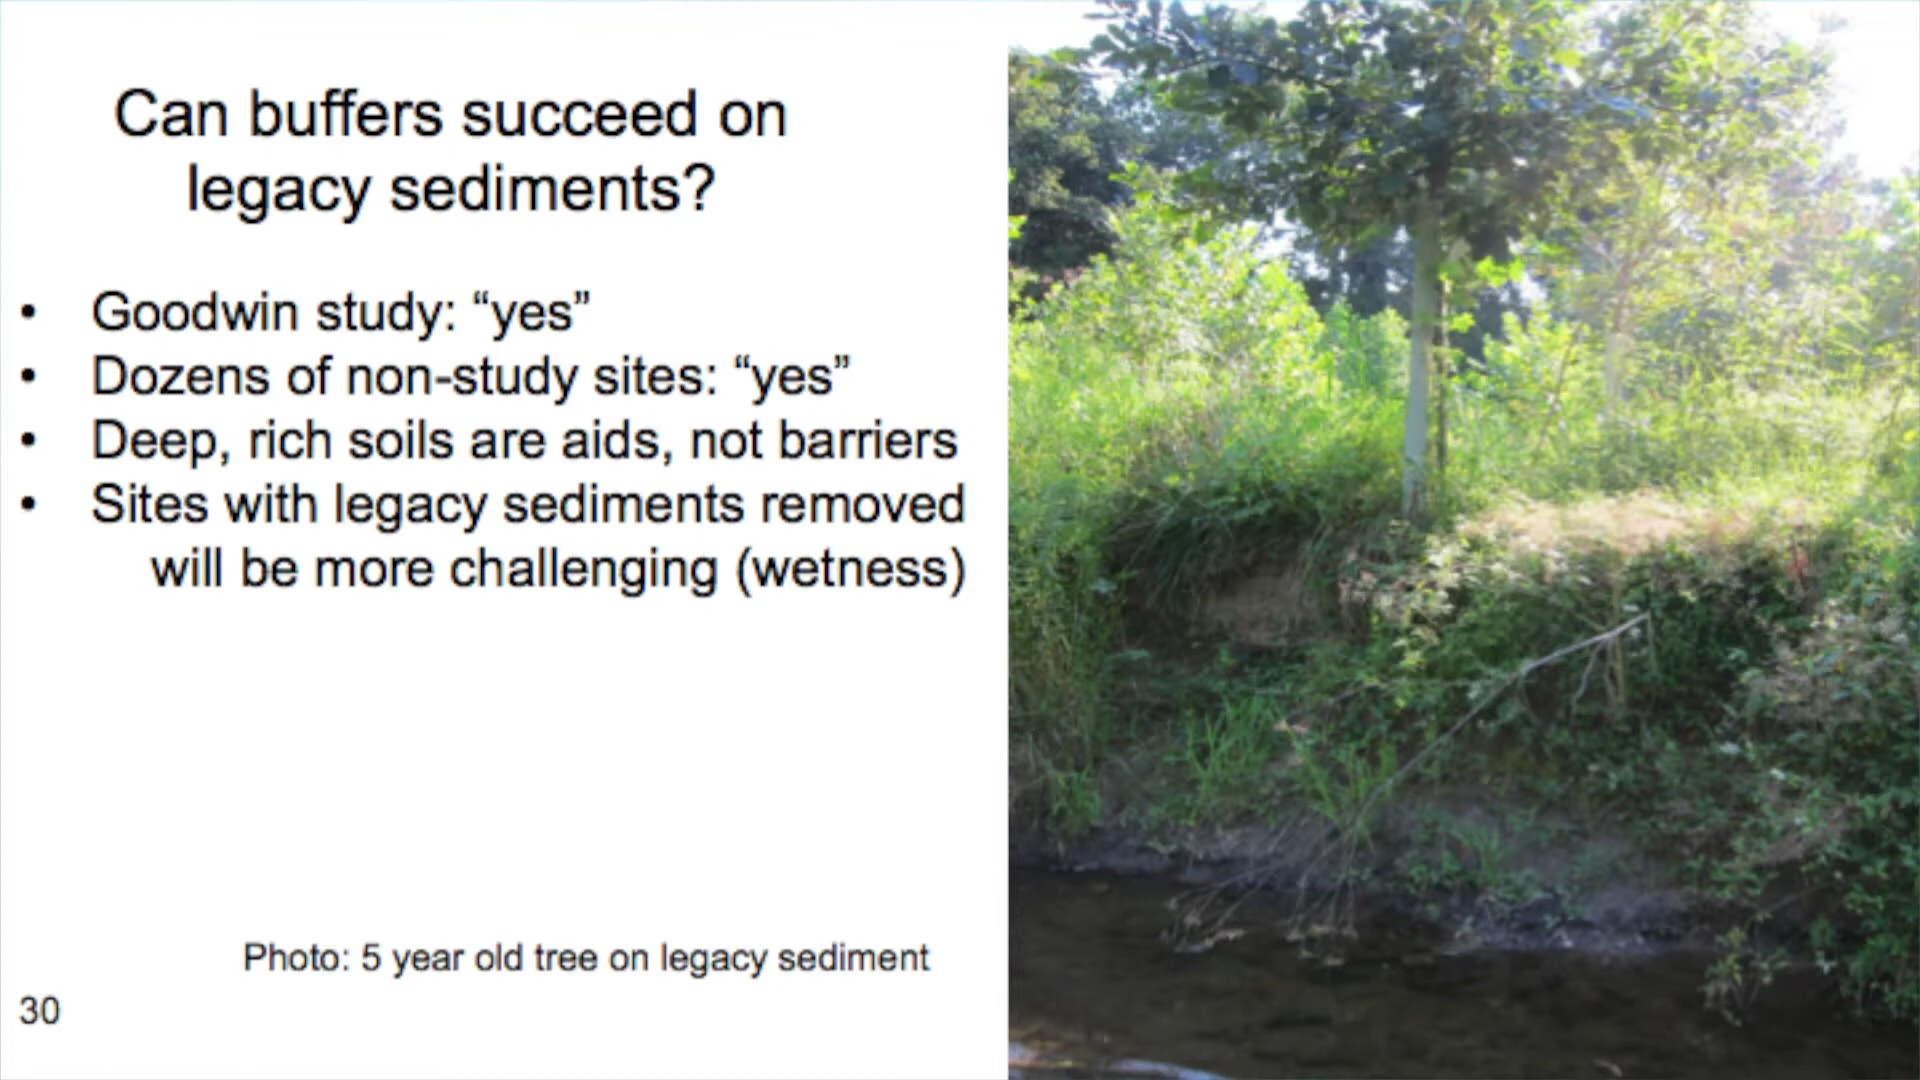 Can buffers succeed on
legacy sediments?
• Goodwin study: “yes”
• Dozens of non-study sites: “yes”
• Deep, rich soils are aids, not barriers
• Sites with legacy sediments removed
will be more challenging (wetness)
Photo: 5 year old tree on legacy sediment
30